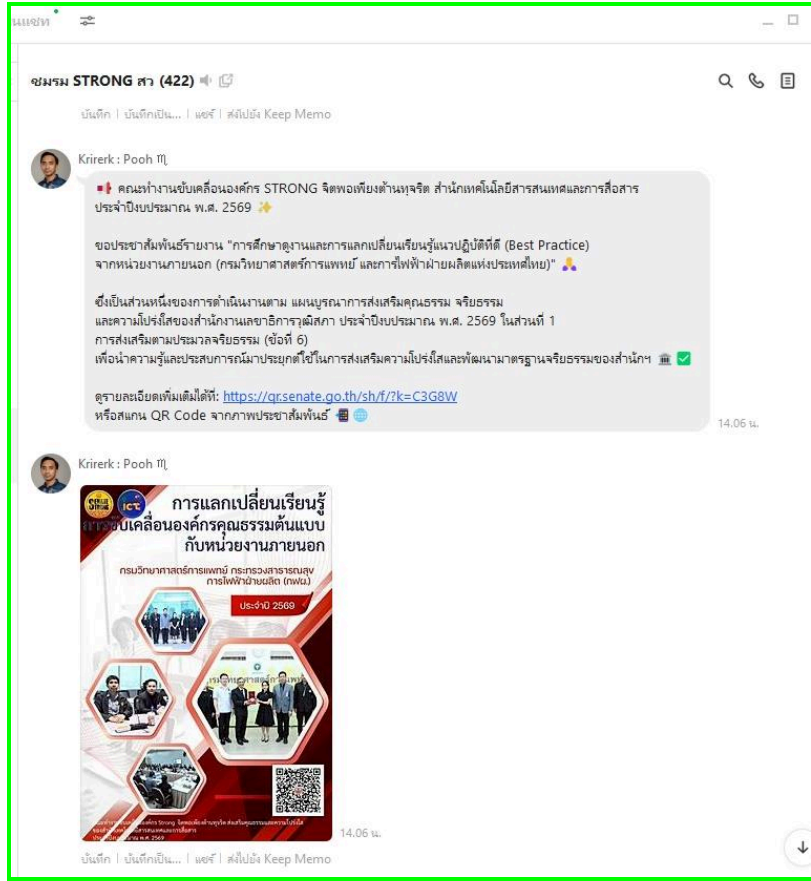 นแชท
ชมรม STRONG สว (422)
บันทึก | บันทึกเป็น... | แชร์ | ส่งไปยัง Keep Memo
Krirerk : Pooh ♏
คณะทำงานขับเคลื่อนองค์กร STRONG จิตพอเพียงต้านทุจริต สำนักเทคโนโลยีสารสนเทศและการสื่อสาร
ประจำปีงบประมาณ พ.ศ. 2569 ✨
ขอประชาสัมพันธ์รายงาน "การศึกษาดูงานและการแลกเปลี่ยนเรียนรู้แนวปฏิบัติที่ดี (Best Practice)
จากหน่วยงานภายนอก (กรมวิทยาศาสตร์การแพทย์ และการไฟฟ้าฝ่ายผลิตแห่งประเทศไทย)"
ซึ่งเป็นส่วนหนึ่งของการดำเนินงานตาม แผนบูรณาการส่งเสริมคุณธรรม จริยธรรม
และความโปร่งใสของสำนักงานเลขาธิการวุฒิสภา ประจำปีงบประมาณ พ.ศ. 2569 ในส่วนที่ 1
การส่งเสริมตามประมวลจริยธรรม (ข้อที่ 6)
เพื่อนำความรู้และประสบการณ์มาประยุกต์ใช้ในการส่งเสริมความโปร่งใสและพัฒนามาตรฐานจริยธรรมของสำนักฯ 🏛 ✅
ดูรายละเอียดเพิ่มเติมได้ที่: https://qr.senate.go.th/sh/f/?k=C3G8W
หรือสแกน QR Code จากภาพประชาสัมพันธ์ 📲 🌐
14.06 น.
Krirerk : Pooh ♏
ICT
การแลกเปลี่ยนเรียนรู้
การขับเคลื่อนองค์กรคุณธรรมต้นแบบ
กับหน่วยงานภายนอก
กรมวิทยาศาสตร์การแพทย์ กระทรวงสาธารณสุข
การไฟฟ้าฝ่ายผลิต (กฟผ.)
ประจำปี 2569
กรมวิทยาศาสตร์การแพทย์
14.06 น.
บันทึก | บันทึกเป็น... | แชร์ | ส่งไปยัง Keep Memo